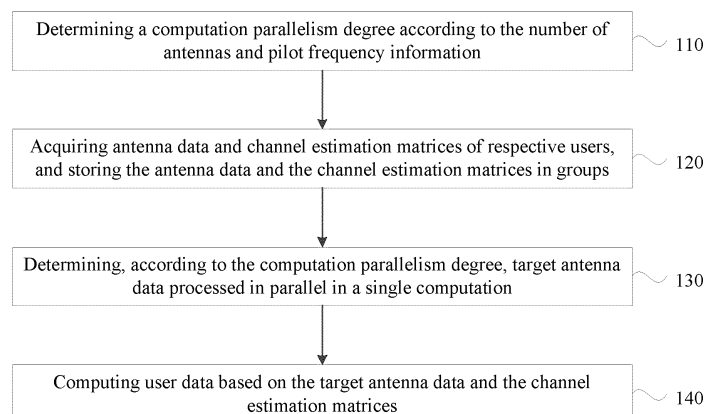 Determining a computation parallelism degree according to the number of
antennas and pilot frequency information
110
Acquiring antenna data and channel estimation matrices of respective users,
and storing the antenna data and the channel estimation matrices in groups
120
Determining, according to the computation parallelism degree, target antenna
data processed in parallel in a single computation
130
Computing user data based on the target antenna data and the channel
estimation matrices
140